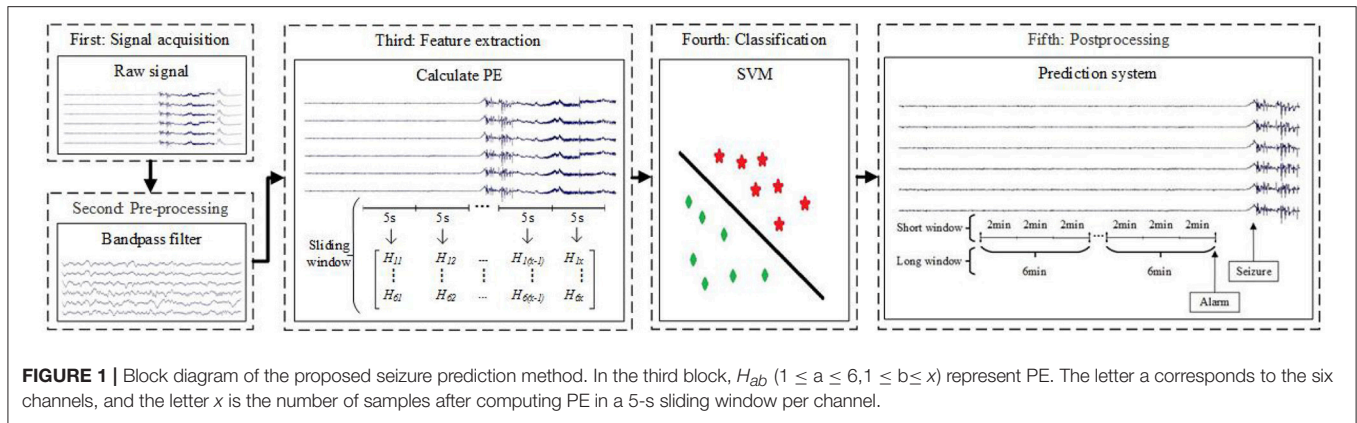 First: Signal acquisition
Raw signal
Second: Pre-processing
Bandpass filter
Third: Feature extraction
Calculate PE
5s 5s ... 5s 5s
Sliding window
H11 H12 ... H1(x-1) H1x
H61 H62 ... H6(x-1) H6x
Fourth: Classification
SVM
Fifth: Postprocessing
Prediction system
Short window 2min 2min 2min ... 2min 2min 2min
Long window 6min 6min
Seizure
Alarm
FIGURE 1 | Block diagram of the proposed seizure prediction method. In the third block, Hab (1 ≤ a ≤ 6,1 ≤ b≤ x) represent PE. The letter a corresponds to the six
channels, and the letter x is the number of samples after computing PE in a 5-s sliding window per channel.